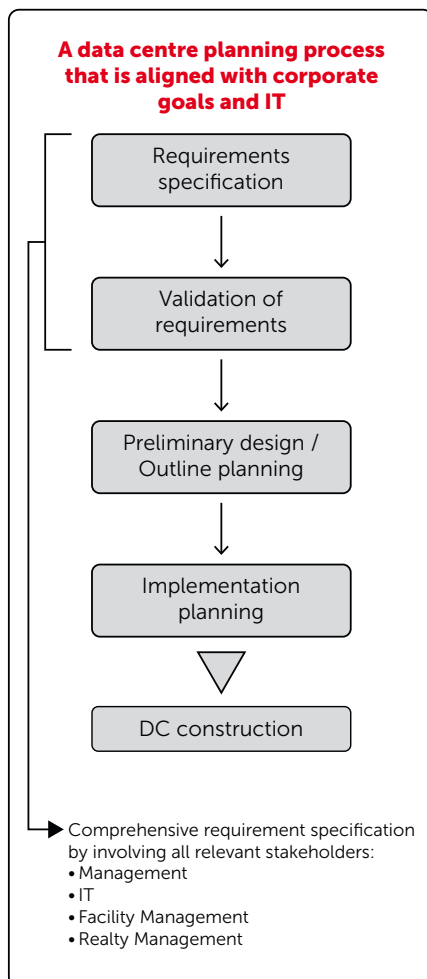 A data centre planning process
that is aligned with corporate
goals and IT
Requirements
specification
Validation of
requirements
Preliminary design /
Outline planning
Implementation
planning
DC construction
Comprehensive requirement specification
by involving all relevant stakeholders:
• Management
• IT
• Facility Management
• Realty Management